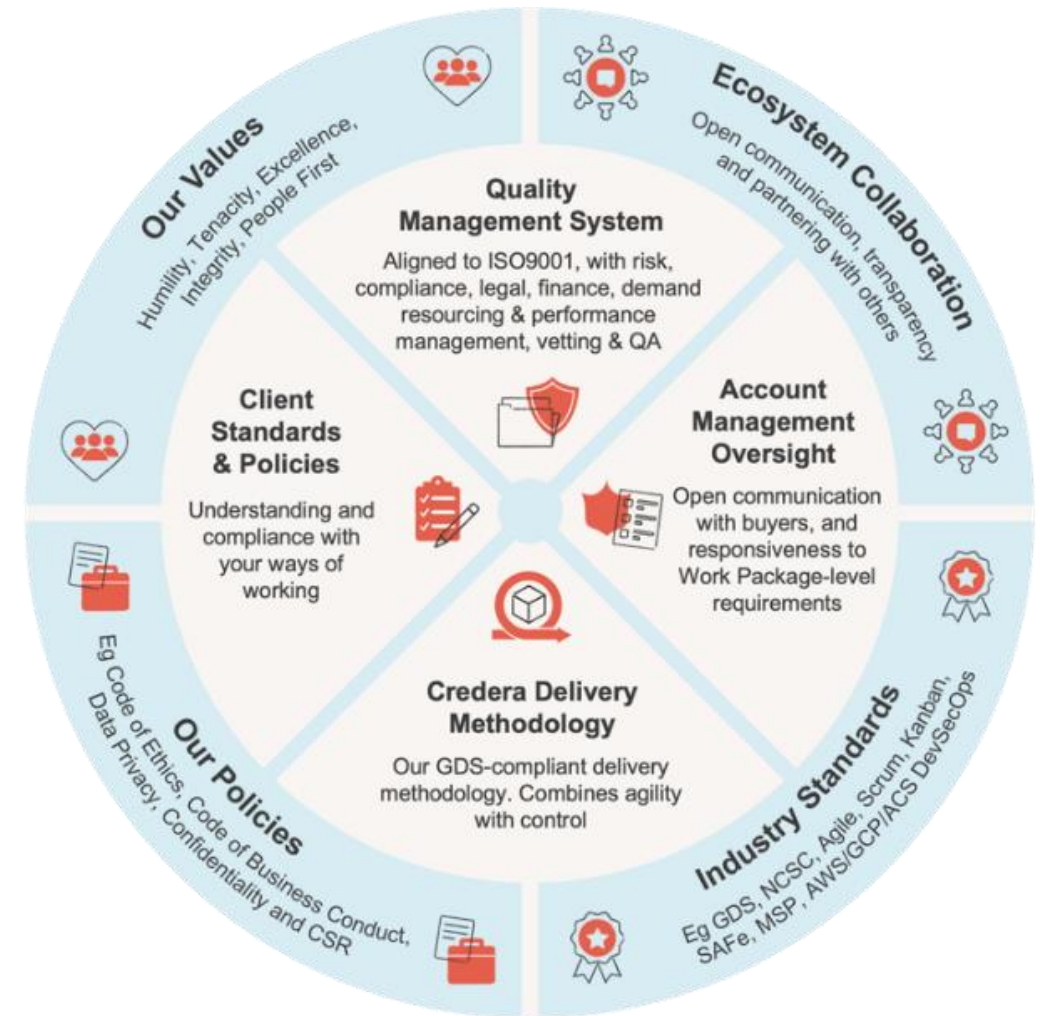 Our Values
Humility, Tenacity, Excellence,
Integrity, People First
Ecosystem Collaboration
Open communication, transparency
and partnering with others
Quality
Management System
Aligned to ISO9001, with risk,
compliance, legal, finance, demand
resourcing & performance
management, vetting & QA
Client
Standards
& Policies
Understanding and
compliance with
your ways of
working
Account
Management
Oversight
Open communication
with buyers, and
responsiveness to
Work Package-level
requirements
Credera Delivery
Methodology
Our GDS-compliant delivery
methodology. Combines agility
with control
Our Policies
Eg Code of Ethics, Code of Business Conduct,
Data Privacy, Confidentiality and CSR
Industry Standards
Eg GDS, NCSC, Agile, Scrum, Kanban,
SAFe, MSP, AWS/GCP/ACS DevSecOps